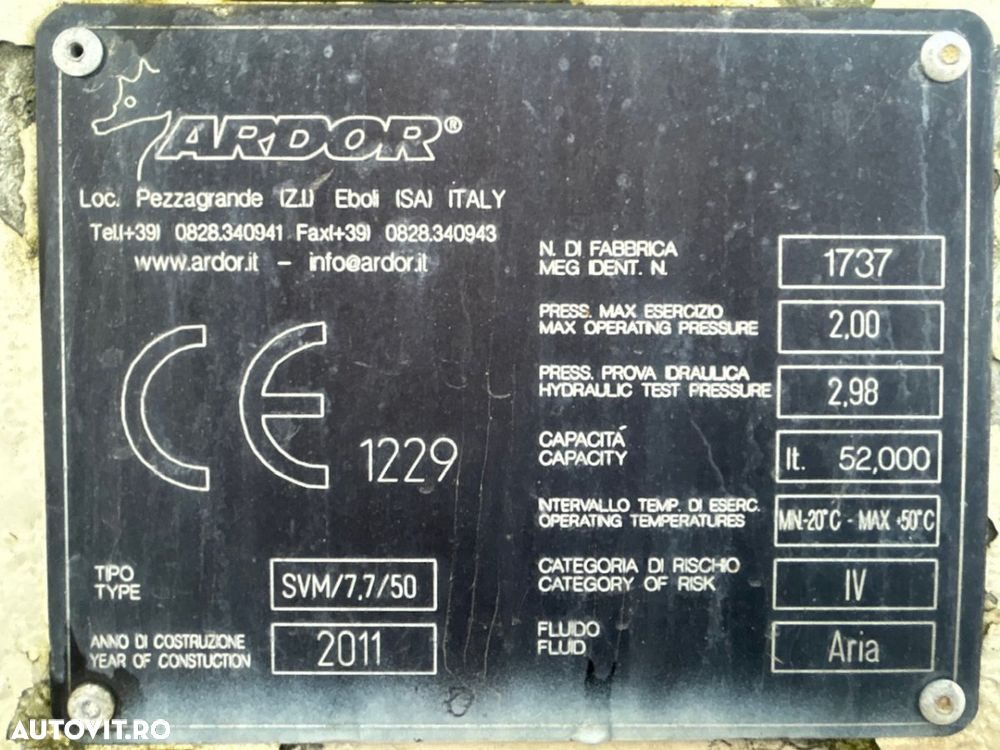 ARDOR®
Loc. Pezzagrande (Z.I.) Eboli (SA) ITALY
Tel.(+39) 0828.340941 Fax(+39) 0828.340943
www.ardor.it - info@ardor.it
CE 1229
TIPO
TYPE
SVM/7,7/50
ANNO DI COSTRUZIONE
YEAR OF CONSTUCTION
2011
N. DI FABBRICA
MEG IDENT. N.
1737
PRESS. MAX ESERCIZIO
MAX OPERATING PRESSURE
2,00
PRESS. PROVA IDRAULICA
HYDRAULIC TEST PRESSURE
2,98
CAPACITÁ
CAPACITY
lt. 52,000
INTERVALLO TEMP. DI ESERC.
OPERATING TEMPERATURES
MIN.-20°C - MAX +50°C
CATEGORIA DI RISCHIO
CATEGORY OF RISK
IV
FLUIDO
FLUID
Aria
AUTOVIT.RO